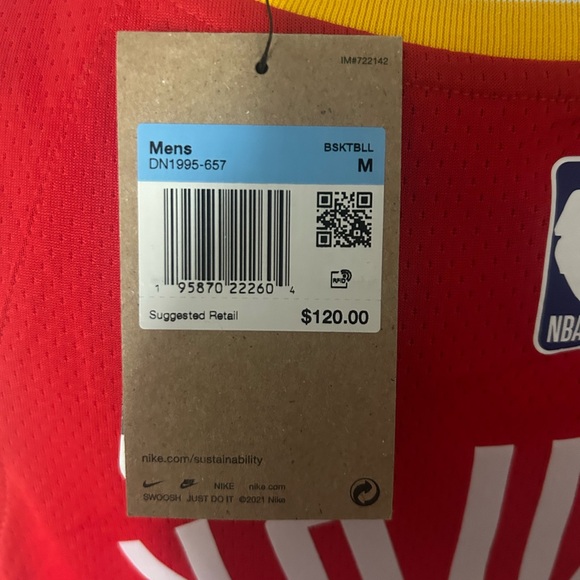 IM#722142
Mens BSKTBLL
DN1995-657 M
1 95870 22260 4
RFID
Suggested Retail $120.00
nike.com/sustainability
NIKE nike.com
SWOOSH JUST DO IT ©2021 Nike
NBA